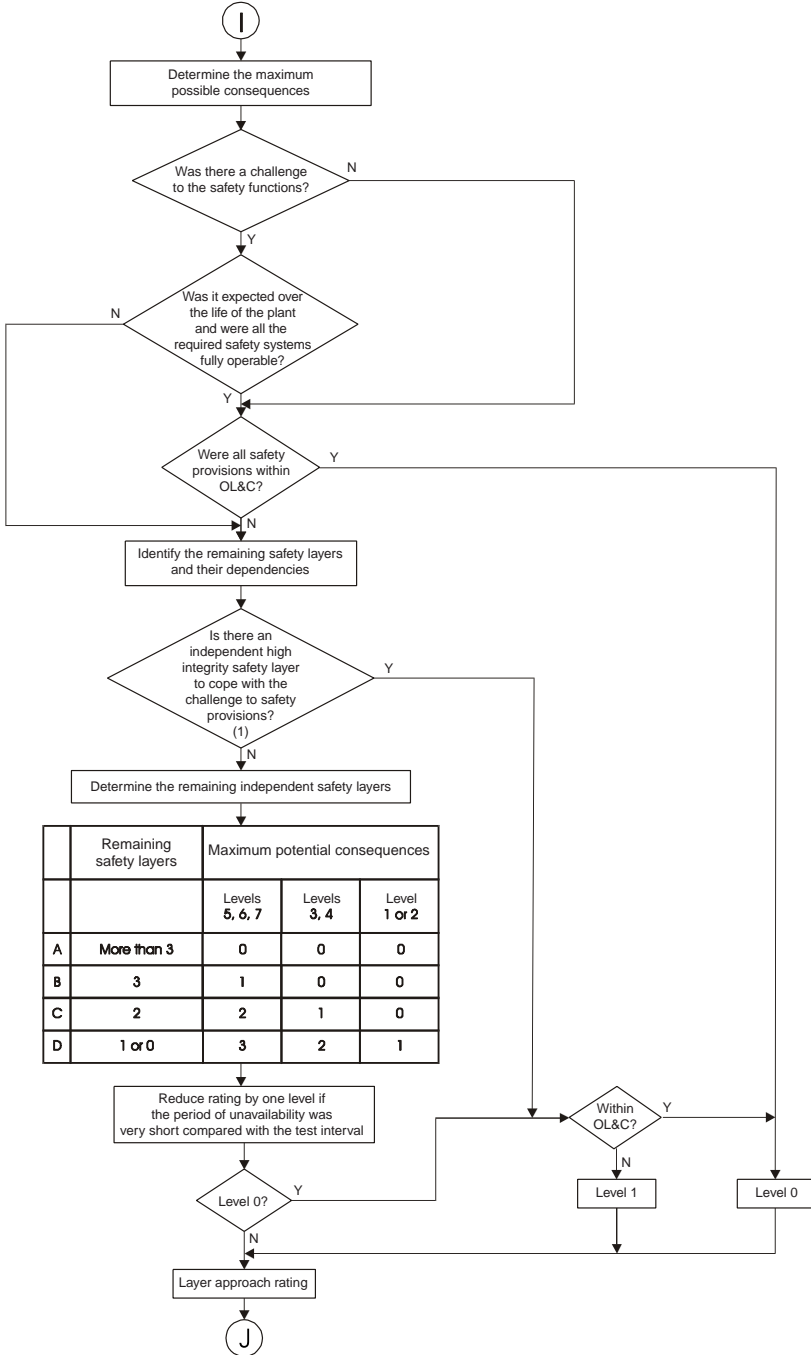 I
Determine the maximum
possible consequences
Was there a challenge
to the safety functions?
N
Y
Was it expected over
the life of the plant
and were all the
required safety systems
fully operable?
N
Y
Were all safety
provisions within
OL&C?
Y
N
Identify the remaining safety layers
and their dependencies
Is there an
independent high
integrity safety layer
to cope with the
challenge to safety
provisions?
(1)
Y
N
Determine the remaining independent safety layers
Remaining
safety layers
Maximum potential consequences
Levels
5, 6, 7
Levels
3, 4
Level
1 or 2
A More than 3 0 0 0
B 3 1 0 0
C 2 2 1 0
D 1 or 0 3 2 1
Reduce rating by one level if
the period of unavailability was
very short compared with the test interval
Within
OL&C?
Y
N
Level 0?
Y
N
Level 1
Level 0
Layer approach rating
J